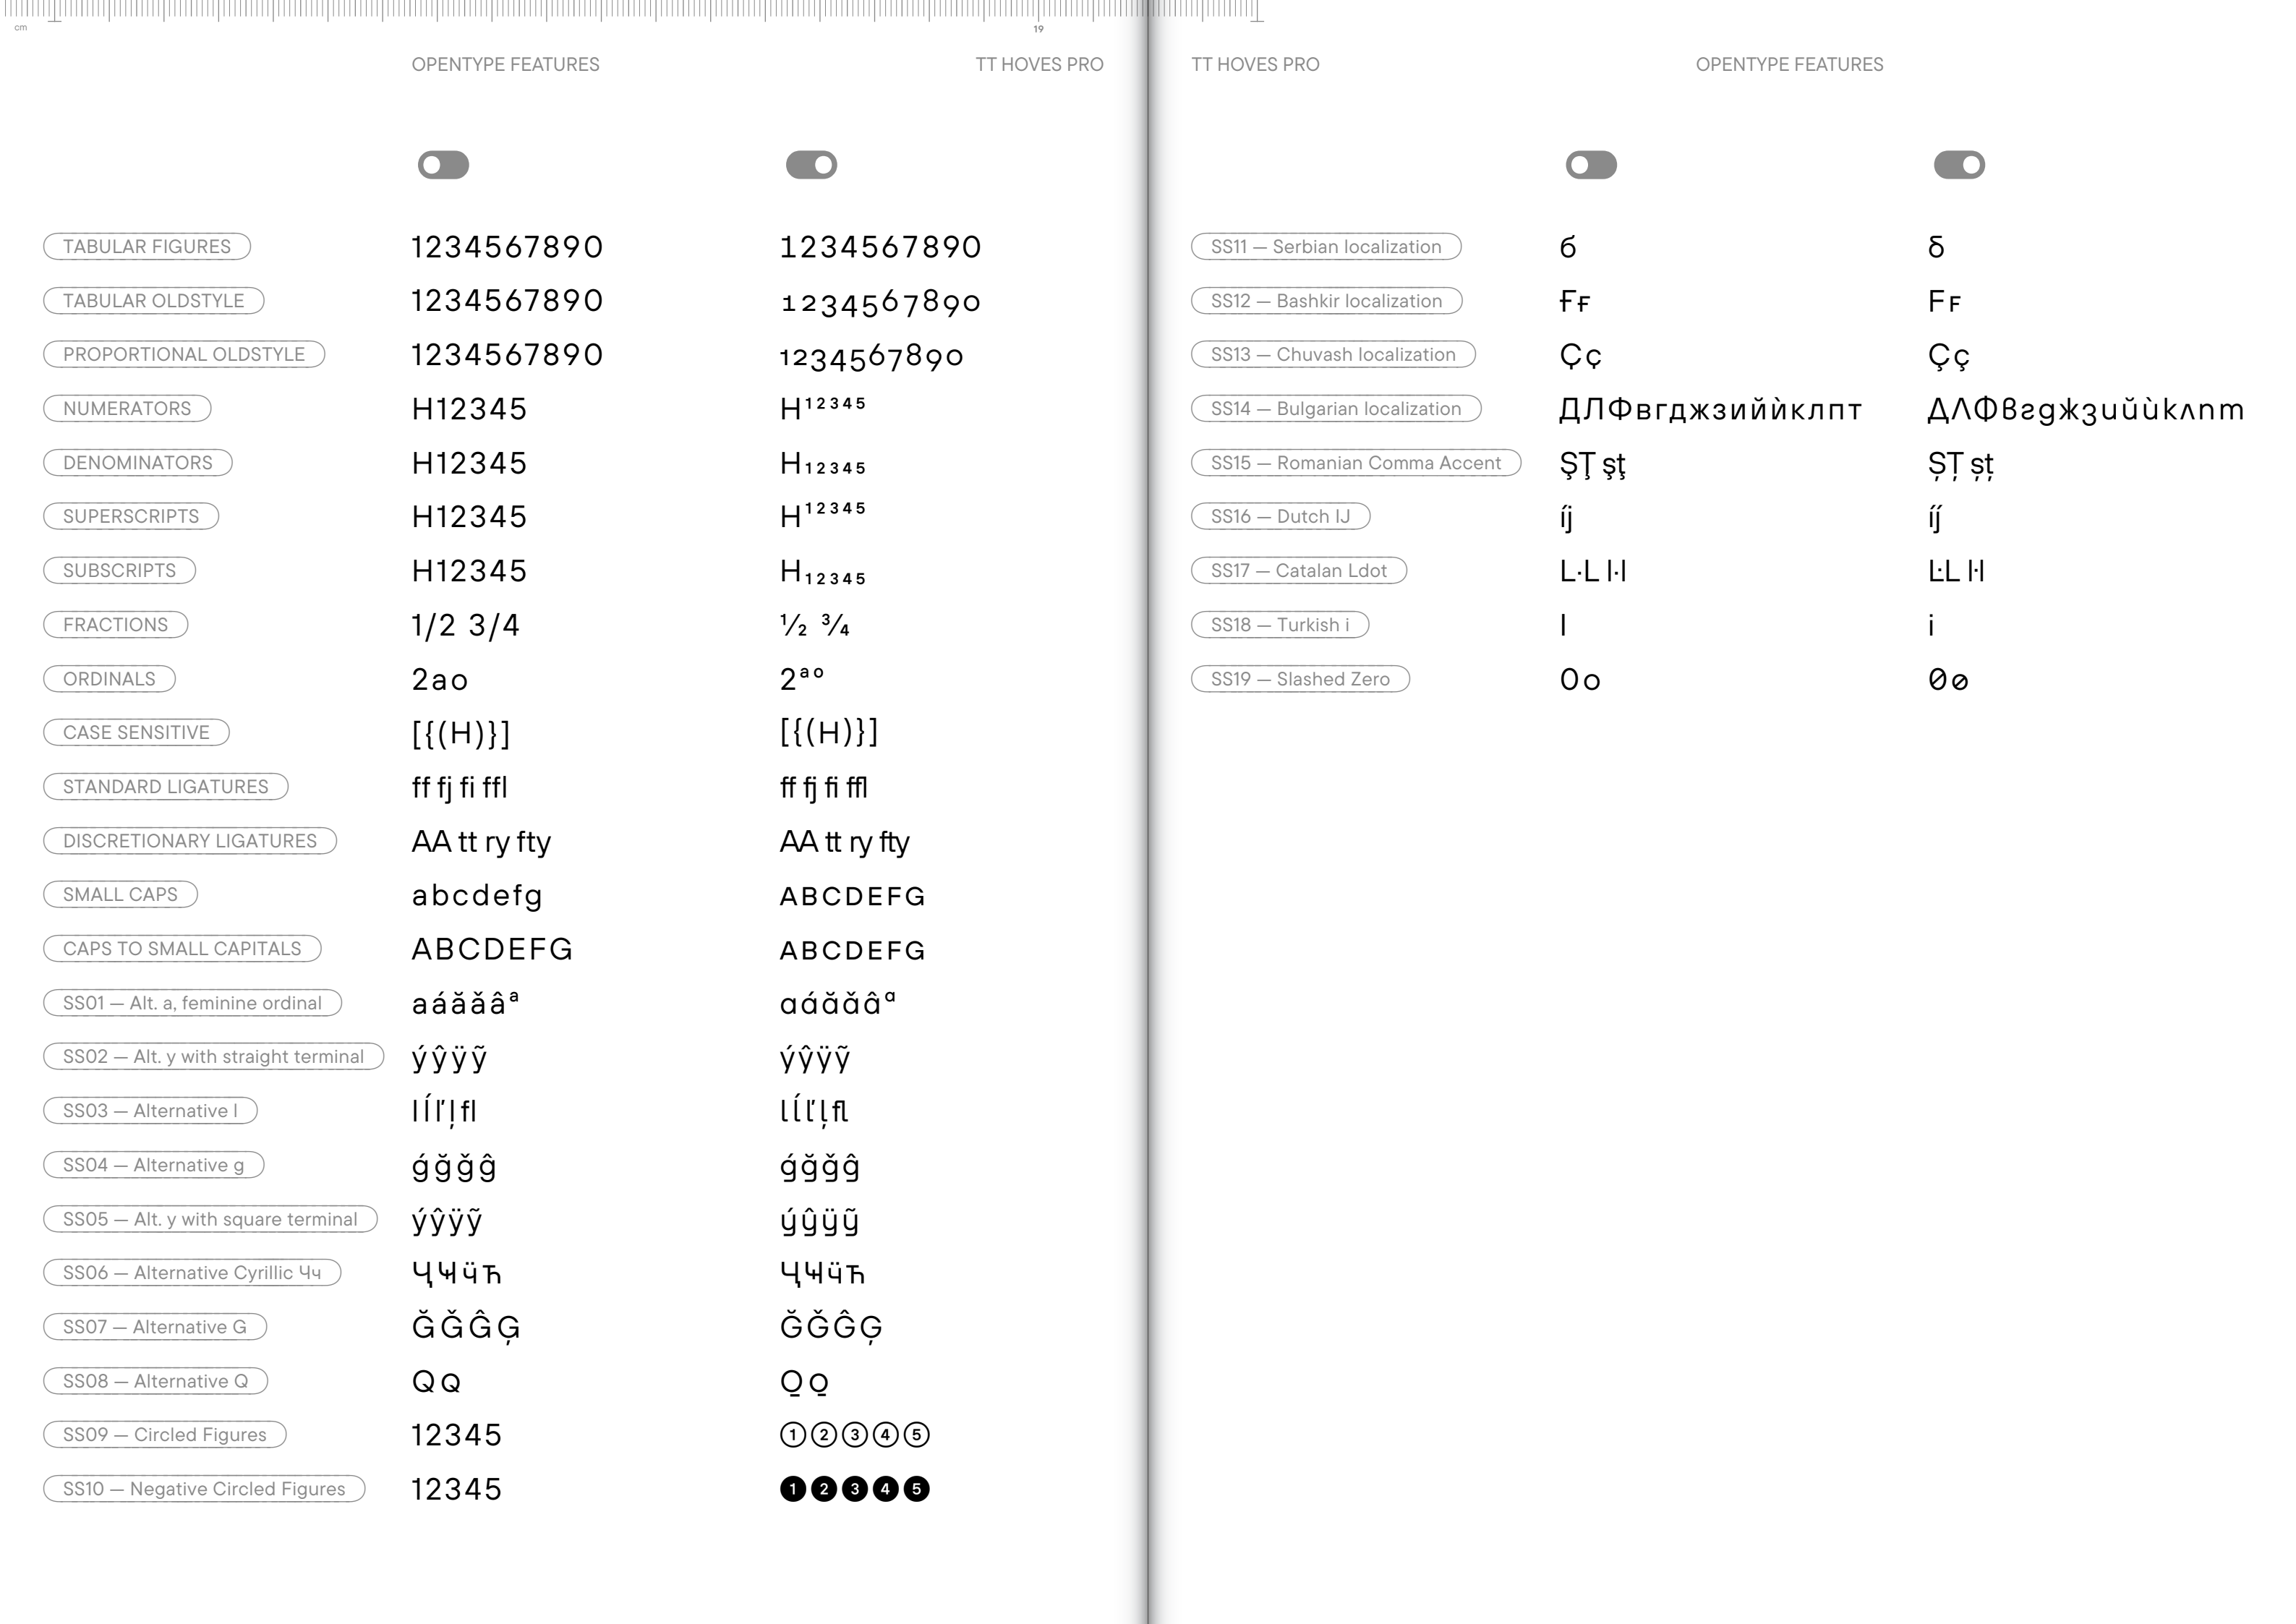 cm
19
OPENTYPE FEATURES TT HOVES PRO
TABULAR FIGURES 1234567890 1234567890
TABULAR OLDSTYLE 1234567890 1234567890
PROPORTIONAL OLDSTYLE 1234567890 1234567890
NUMERATORS H12345 H¹²³⁴⁵
DENOMINATORS H12345 H₁₂₃₄₅
SUPERSCRIPTS H12345 H¹²³⁴⁵
SUBSCRIPTS H12345 H₁₂₃₄₅
FRACTIONS 1/2 3/4 ½ ¾
ORDINALS 2ao 2ªº
CASE SENSITIVE [{(H)}] [{(H)}]
STANDARD LIGATURES ff fj fi ffl ff fj fi ffl
DISCRETIONARY LIGATURES AA tt ry fty AA tt ry fty
SMALL CAPS abcdefg ABCDEFG
CAPS TO SMALL CAPITALS ABCDEFG ABCDEFG
SS01 — Alt. a, feminine ordinal aáăǎâª aáăǎâª
SS02 — Alt. y with straight terminal ýŷÿỹ ýŷÿỹ
SS03 — Alternative l lĺľļfl lĺľļfl
SS04 — Alternative g ǵğǧĝ ǵğǧĝ
SS05 — Alt. y with square terminal ýŷÿỹ ýŷÿỹ
SS06 — Alternative Cyrillic Чч ҶҸӵЋ ҶҸӵЋ
SS07 — Alternative G ĞǦĜĢ ĞǦĜĢ
SS08 — Alternative Q Qq Qq
SS09 — Circled Figures 12345 ①②③④⑤
SS10 — Negative Circled Figures 12345 ❶❷❸❹❺
TT HOVES PRO OPENTYPE FEATURES
SS11 — Serbian localization б б
SS12 — Bashkir localization Ғғ Ғғ
SS13 — Chuvash localization Ҫҫ Ҫҫ
SS14 — Bulgarian localization ДЛФвгджзийѝклпт ДЛФвгджзийѝклпт
SS15 — Romanian Comma Accent ŞŢ şţ ȘȚ șț
SS16 — Dutch IJ íj íj́
SS17 — Catalan Ldot L·L l·l ĿL ŀl
SS18 — Turkish i I i
SS19 — Slashed Zero 0o 0ø